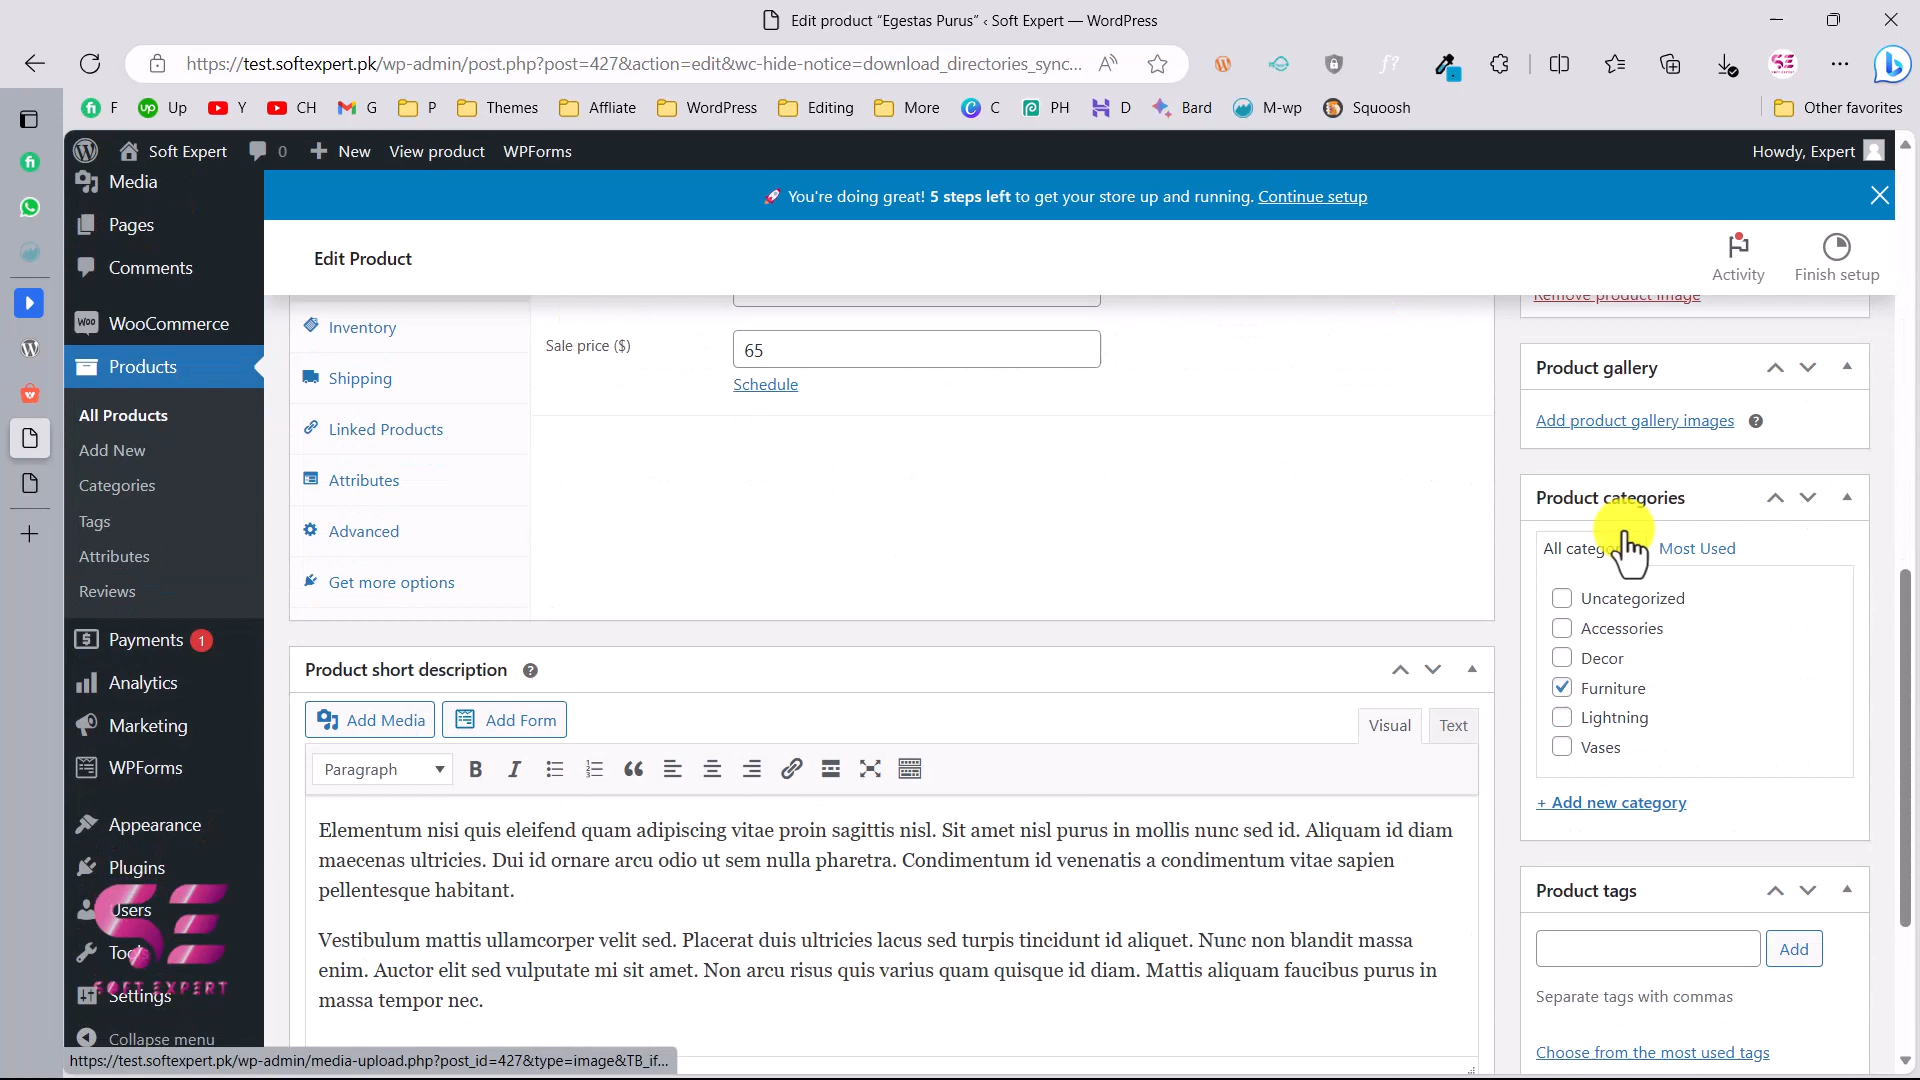 Edit product “Egestas Purus” ‹ Soft Expert — WordPress
https://test.softexpert.pk/wp-admin/post.php?post=427&action=edit&wc-hide-notice=download_directories_sync...
F
Up
Y
CH
G
P
Themes
Affliate
WordPress
Editing
More
C
PH
D
Bard
M-wp
Squoosh
Other favorites
Soft Expert
0
New
View product
WPForms
Howdy, Expert
Media
Pages
Comments
WooCommerce
Products
All Products
Add New
Categories
Tags
Attributes
Reviews
Payments 1
Analytics
Marketing
WPForms
Appearance
Plugins
Users
Tools
Settings
Collapse menu
SE
SOFT EXPERT
🚀 You're doing great! 5 steps left to get your store up and running. Continue setup
Edit Product
Activity
Finish setup
Inventory
Shipping
Linked Products
Attributes
Advanced
Get more options
Sale price ($)
65
Schedule
Product short description
Add Media
Add Form
Visual
Text
Paragraph
Elementum nisi quis eleifend quam adipiscing vitae proin sagittis nisl. Sit amet nisl purus in mollis nunc sed id. Aliquam id diam
maecenas ultricies. Dui id ornare arcu odio ut sem nulla pharetra. Condimentum id venenatis a condimentum vitae sapien
pellentesque habitant.
Vestibulum mattis ullamcorper velit sed. Placerat duis ultricies lacus sed turpis tincidunt id aliquet. Nunc non blandit massa
enim. Auctor elit sed vulputate mi sit amet. Non arcu risus quis varius quam quisque id diam. Mattis aliquam faucibus purus in
massa tempor nec.
Remove product image
Product gallery
Add product gallery images
Product categories
All categories
Most Used
Uncategorized
Accessories
Decor
Furniture
Lightning
Vases
+ Add new category
Product tags
Add
Separate tags with commas
Choose from the most used tags
https://test.softexpert.pk/wp-admin/media-upload.php?post_id=427&type=image&TB_if...